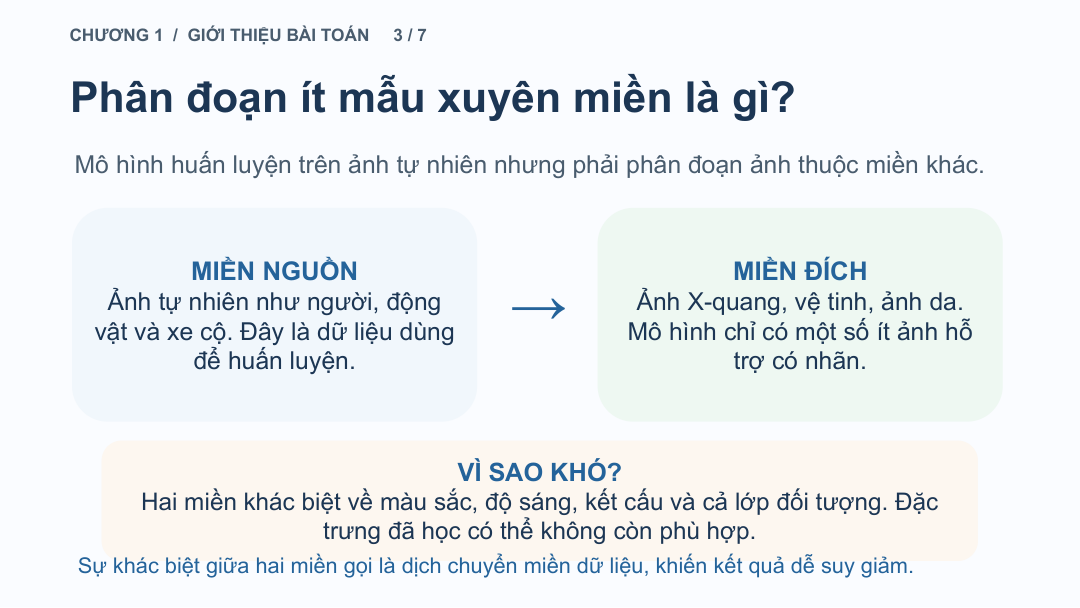 CHƯƠNG 1 / GIỚI THIỆU BÀI TOÁN 3 / 7
Phân đoạn ít mẫu xuyên miền là gì?
Mô hình huấn luyện trên ảnh tự nhiên nhưng phải phân đoạn ảnh thuộc miền khác.
MIỀN NGUỒN
Ảnh tự nhiên như người, động
vật và xe cộ. Đây là dữ liệu dùng
để huấn luyện.
→
MIỀN ĐÍCH
Ảnh X-quang, vệ tinh, ảnh da.
Mô hình chỉ có một số ít ảnh hỗ
trợ có nhãn.
VÌ SAO KHÓ?
Hai miền khác biệt về màu sắc, độ sáng, kết cấu và cả lớp đối tượng. Đặc
trưng đã học có thể không còn phù hợp.
Sự khác biệt giữa hai miền gọi là dịch chuyển miền dữ liệu, khiến kết quả dễ suy giảm.